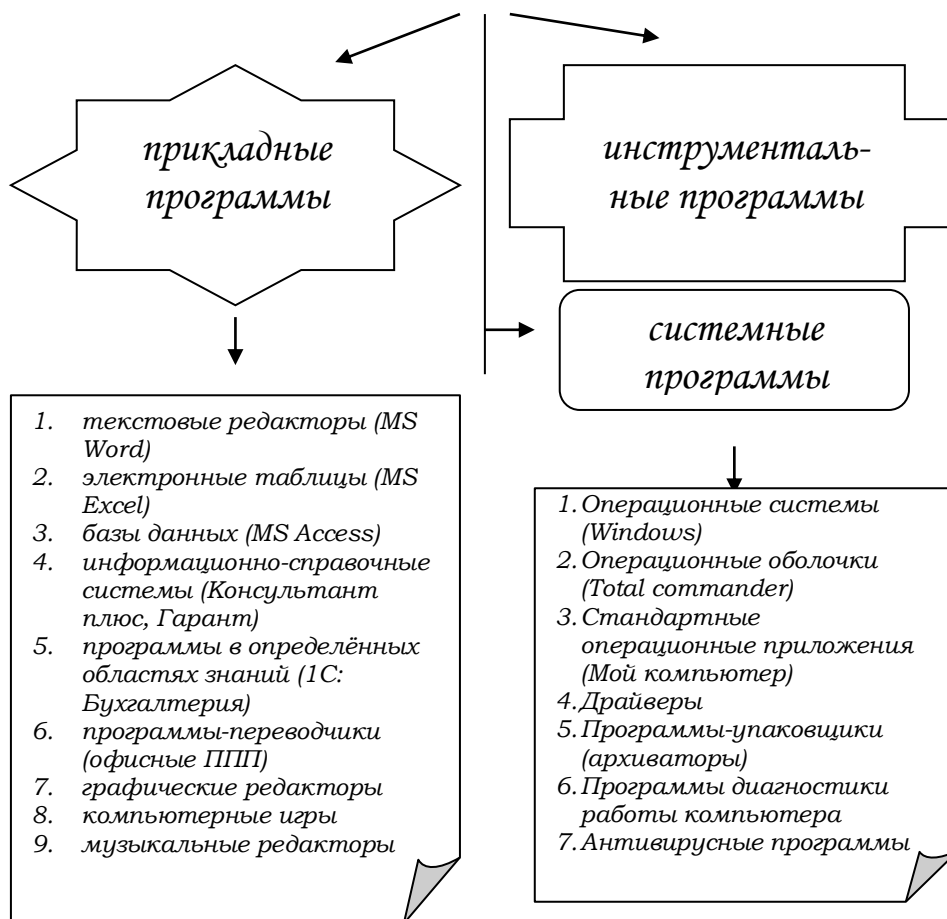 прикладные
программы
инструменталь-
ные программы
системные
программы
1. текстовые редакторы (MS
Word)
2. электронные таблицы (MS
Excel)
3. базы данных (MS Access)
4. информационно-справочные
системы (Консультант
плюс, Гарант)
5. программы в определённых
областях знаний (1С:
Бухгалтерия)
6. программы-переводчики
(офисные ППП)
7. графические редакторы
8. компьютерные игры
9. музыкальные редакторы
1. Операционные системы
(Windows)
2. Операционные оболочки
(Total commander)
3. Стандартные
операционные приложения
(Мой компьютер)
4. Драйверы
5. Программы-упаковщики
(архиваторы)
6. Программы диагностики
работы компьютера
7. Антивирусные программы